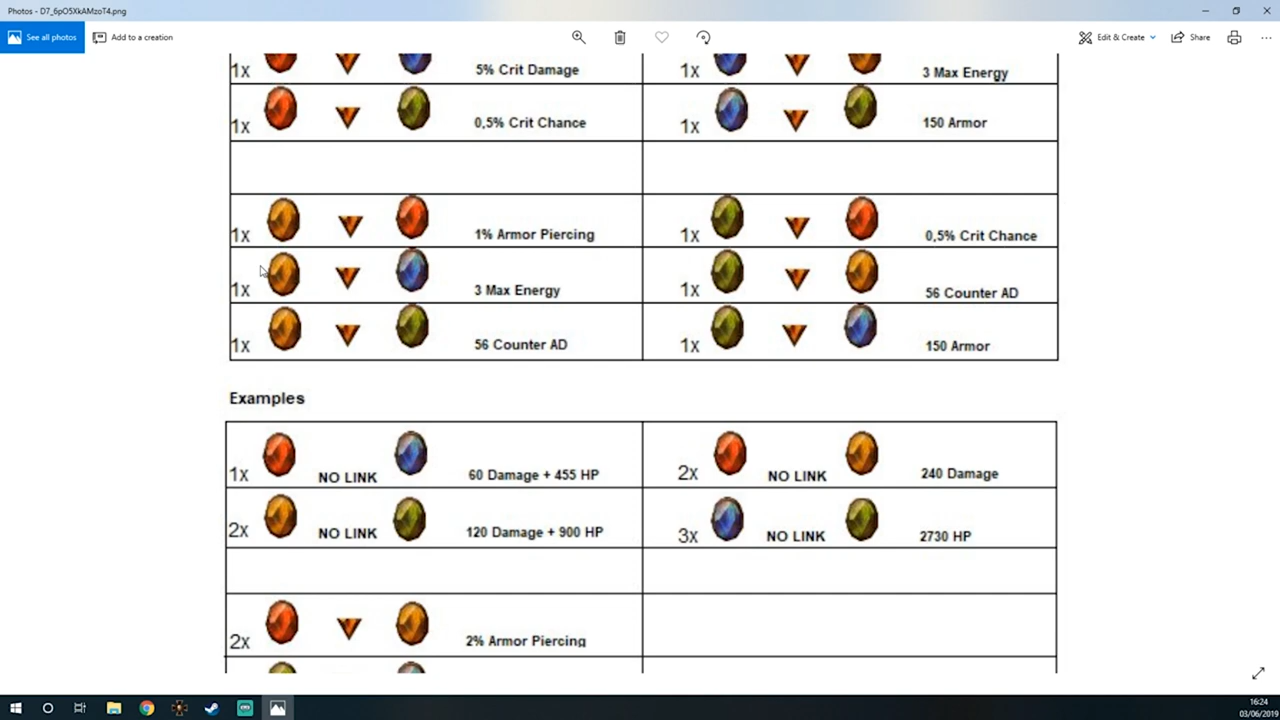 Photos - D7_6pO5XkAMzoT4.png
See all photos
Add to a creation
Edit & Create
Share
1x 5% Crit Damage 1x 3 Max Energy
1x 0,5% Crit Chance 1x 150 Armor
1x 1% Armor Piercing 1x 0,5% Crit Chance
1x 3 Max Energy 1x 56 Counter AD
1x 56 Counter AD 1x 150 Armor
Examples
1x NO LINK 60 Damage + 455 HP 2x NO LINK 240 Damage
2x NO LINK 120 Damage + 900 HP 3x NO LINK 2730 HP
2x 2% Armor Piercing
16:24
03/06/2019